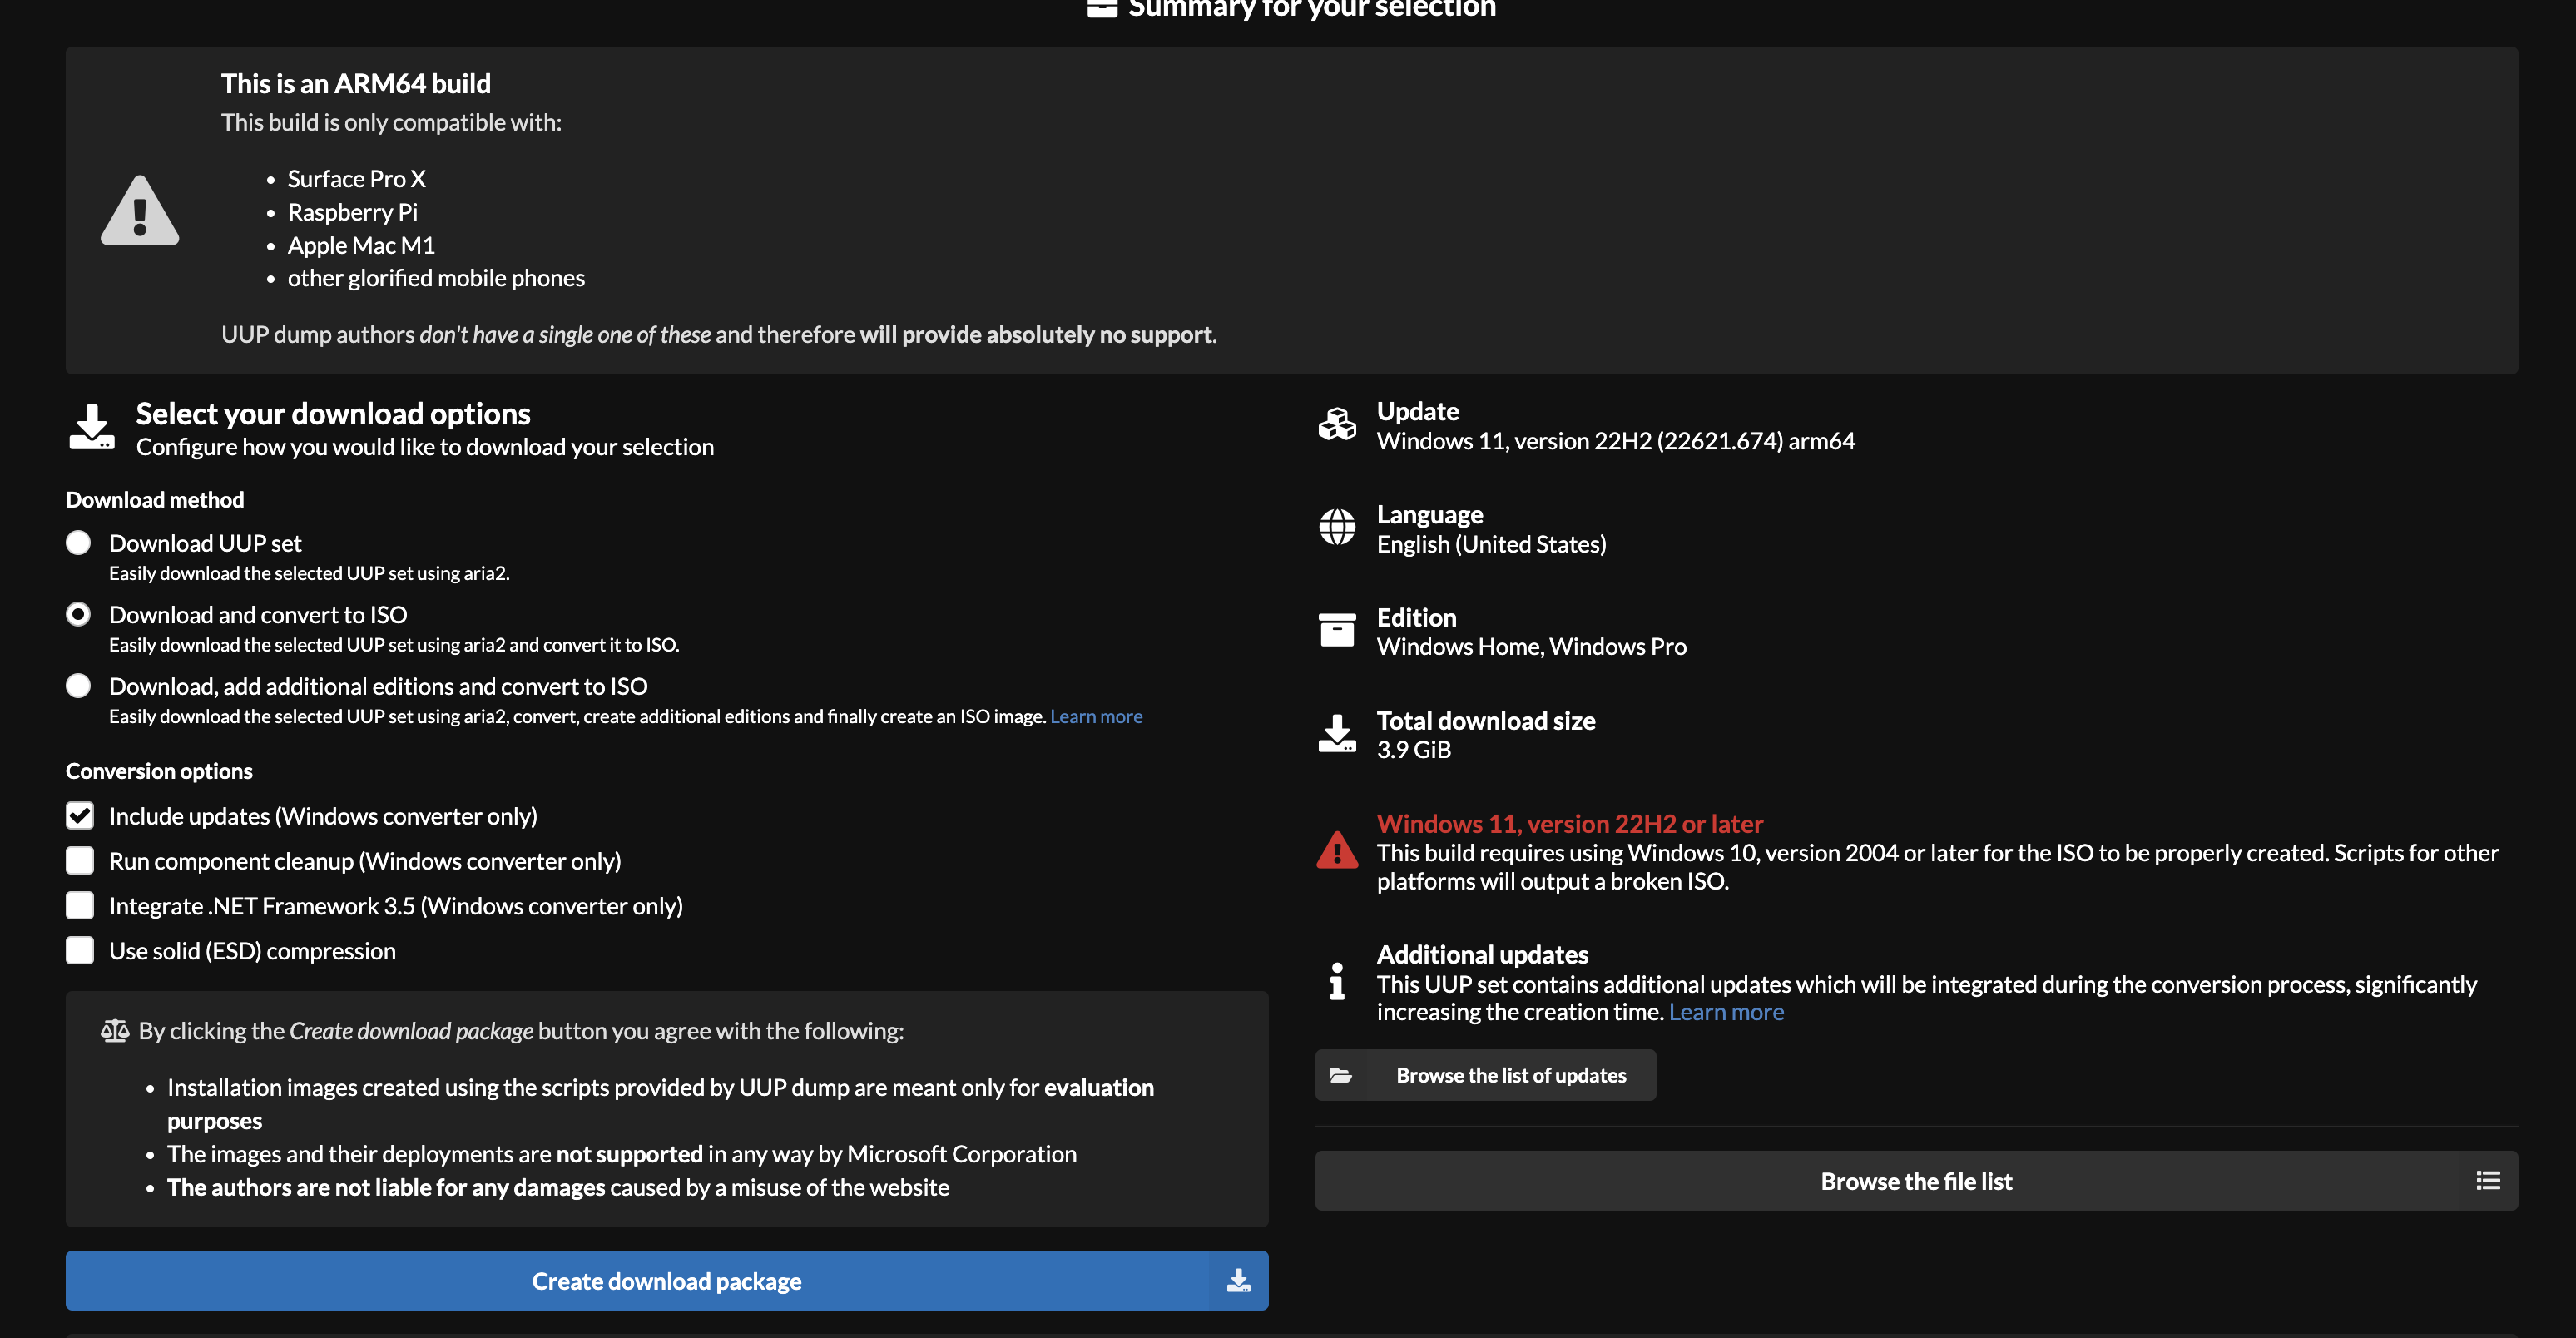 Summary for your selection
This is an ARM64 build
This build is only compatible with:
• Surface Pro X
• Raspberry Pi
• Apple Mac M1
• other glorified mobile phones
UUP dump authors don't have a single one of these and therefore will provide absolutely no support.
Select your download options
Configure how you would like to download your selection
Download method
Download UUP set
Easily download the selected UUP set using aria2.
Download and convert to ISO
Easily download the selected UUP set using aria2 and convert it to ISO.
Download, add additional editions and convert to ISO
Easily download the selected UUP set using aria2, convert, create additional editions and finally create an ISO image. Learn more
Conversion options
Include updates (Windows converter only)
Run component cleanup (Windows converter only)
Integrate .NET Framework 3.5 (Windows converter only)
Use solid (ESD) compression
By clicking the Create download package button you agree with the following:
• Installation images created using the scripts provided by UUP dump are meant only for evaluation
purposes
• The images and their deployments are not supported in any way by Microsoft Corporation
• The authors are not liable for any damages caused by a misuse of the website
Create download package
Update
Windows 11, version 22H2 (22621.674) arm64
Language
English (United States)
Edition
Windows Home, Windows Pro
Total download size
3.9 GiB
Windows 11, version 22H2 or later
This build requires using Windows 10, version 2004 or later for the ISO to be properly created. Scripts for other
platforms will output a broken ISO.
Additional updates
This UUP set contains additional updates which will be integrated during the conversion process, significantly
increasing the creation time. Learn more
Browse the list of updates
Browse the file list